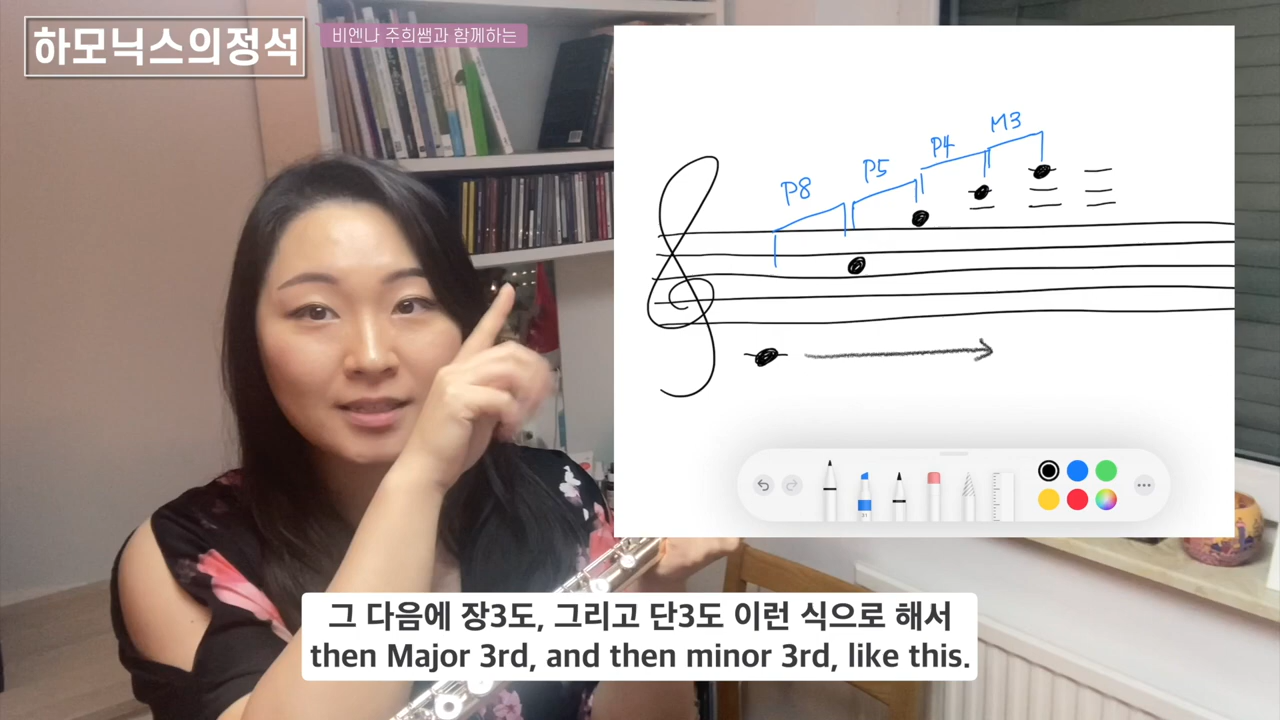 하모닉스의정석
비엔나 주희쌤과 함께하는
P8
P5
P4
M3
그 다음에 장3도, 그리고 단3도 이런 식으로 해서
then Major 3rd, and then minor 3rd, like this.